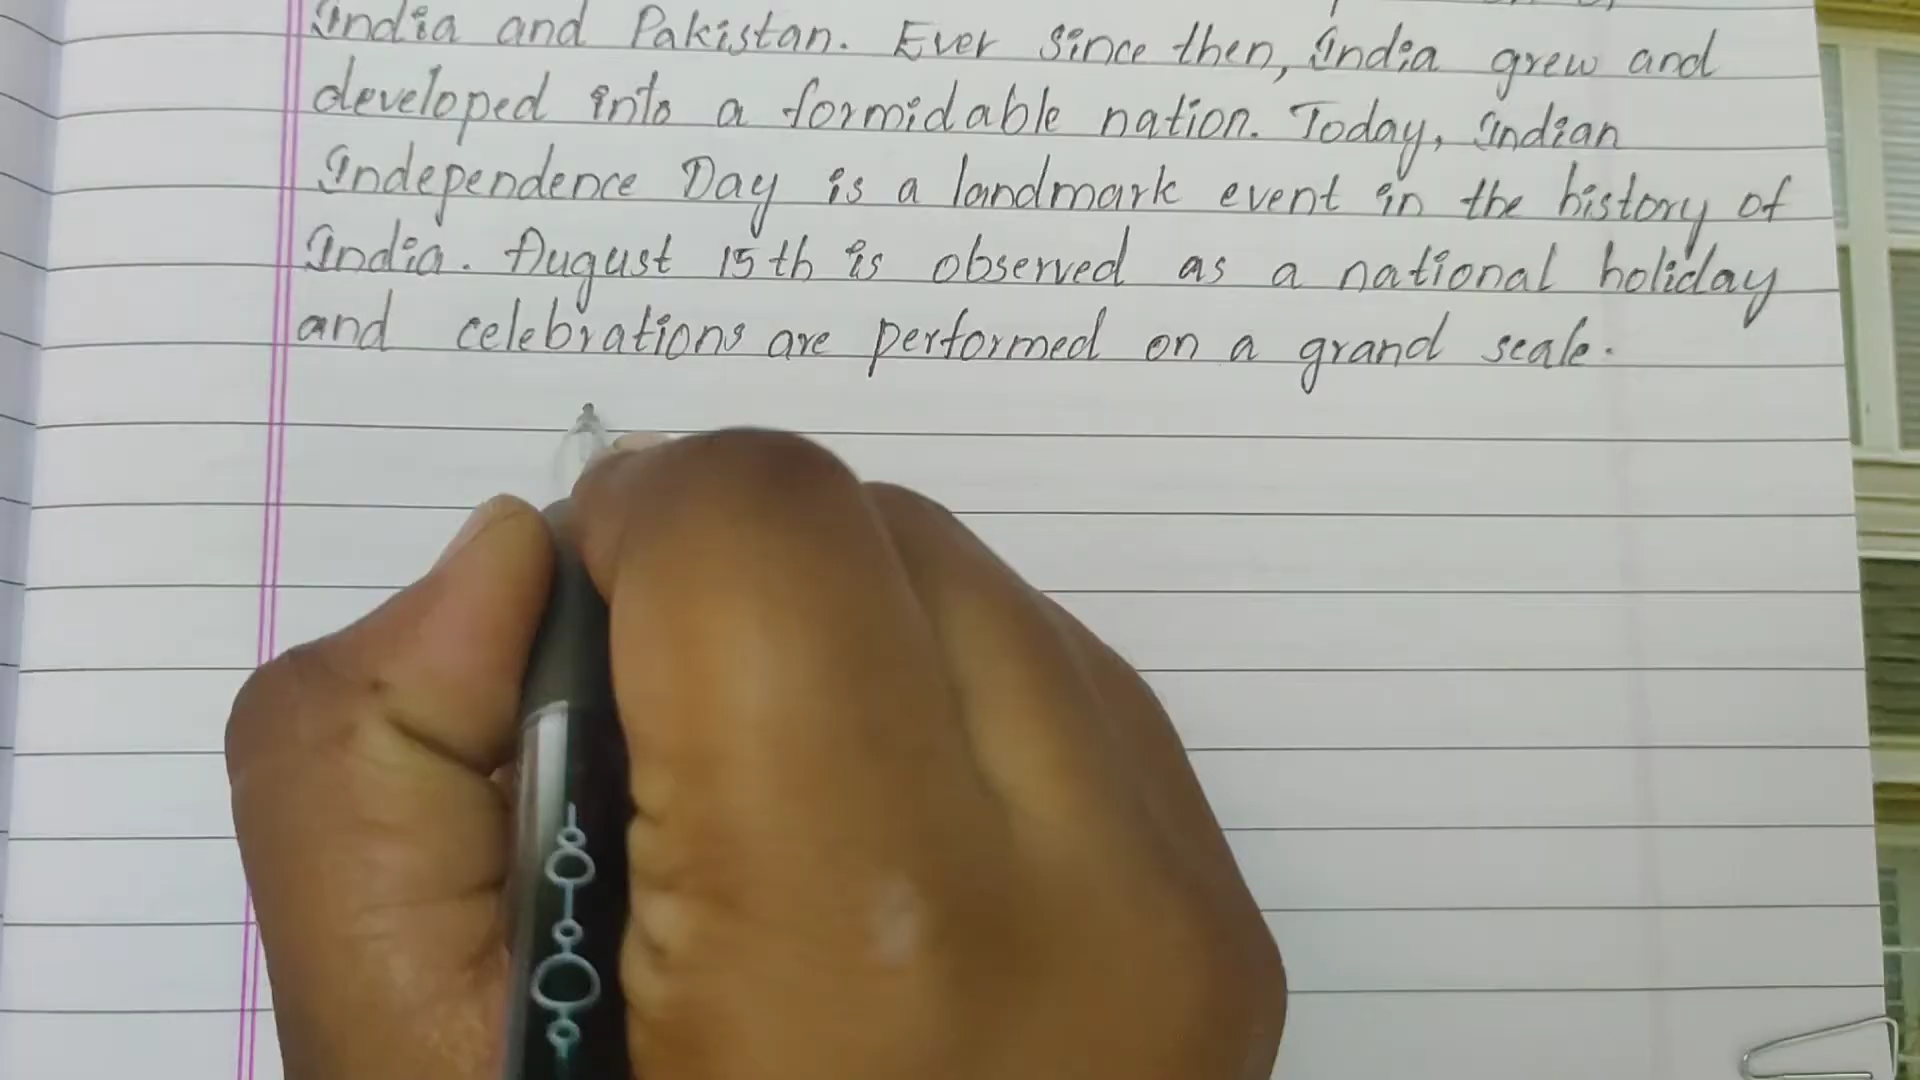 India and Pakistan. Ever since then, India grew and
developed into a formidable nation. Today, Indian
Independence Day is a landmark event in the history of
India. August 15th is observed as a national holiday
and celebrations are performed on a grand scale.